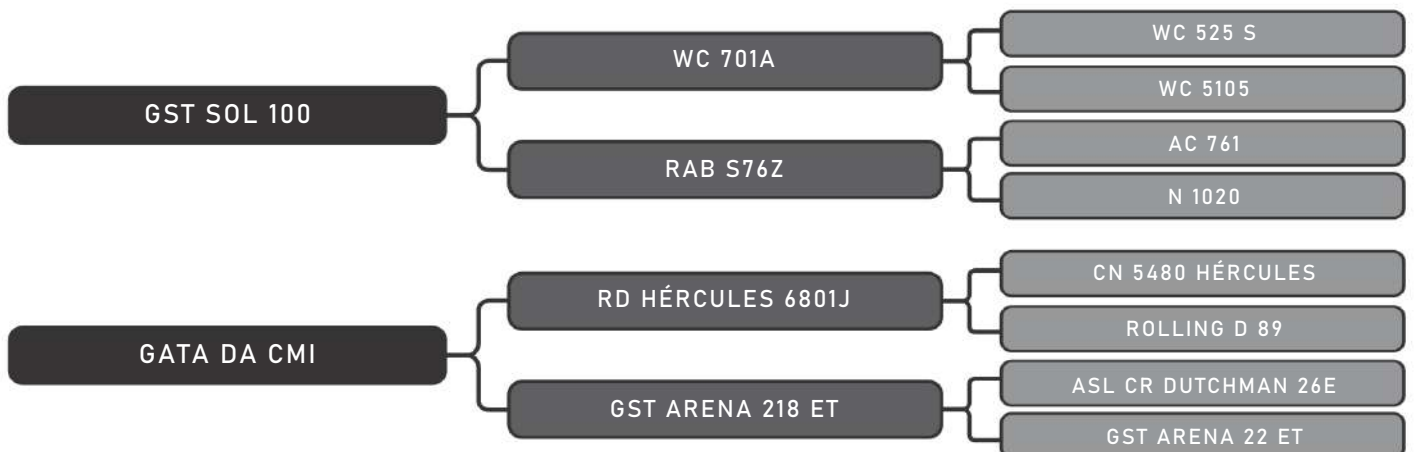 GST SOL 100
WC 701A
RAB S76Z
WC 525 S
WC 5105
AC 761
N 1020
GATA DA CMI
RD HÉRCULES 6801J
GST ARENA 218 ET
CN 5480 HÉRCULES
ROLLING D 89
ASL CR DUTCHMAN 26E
GST ARENA 22 ET